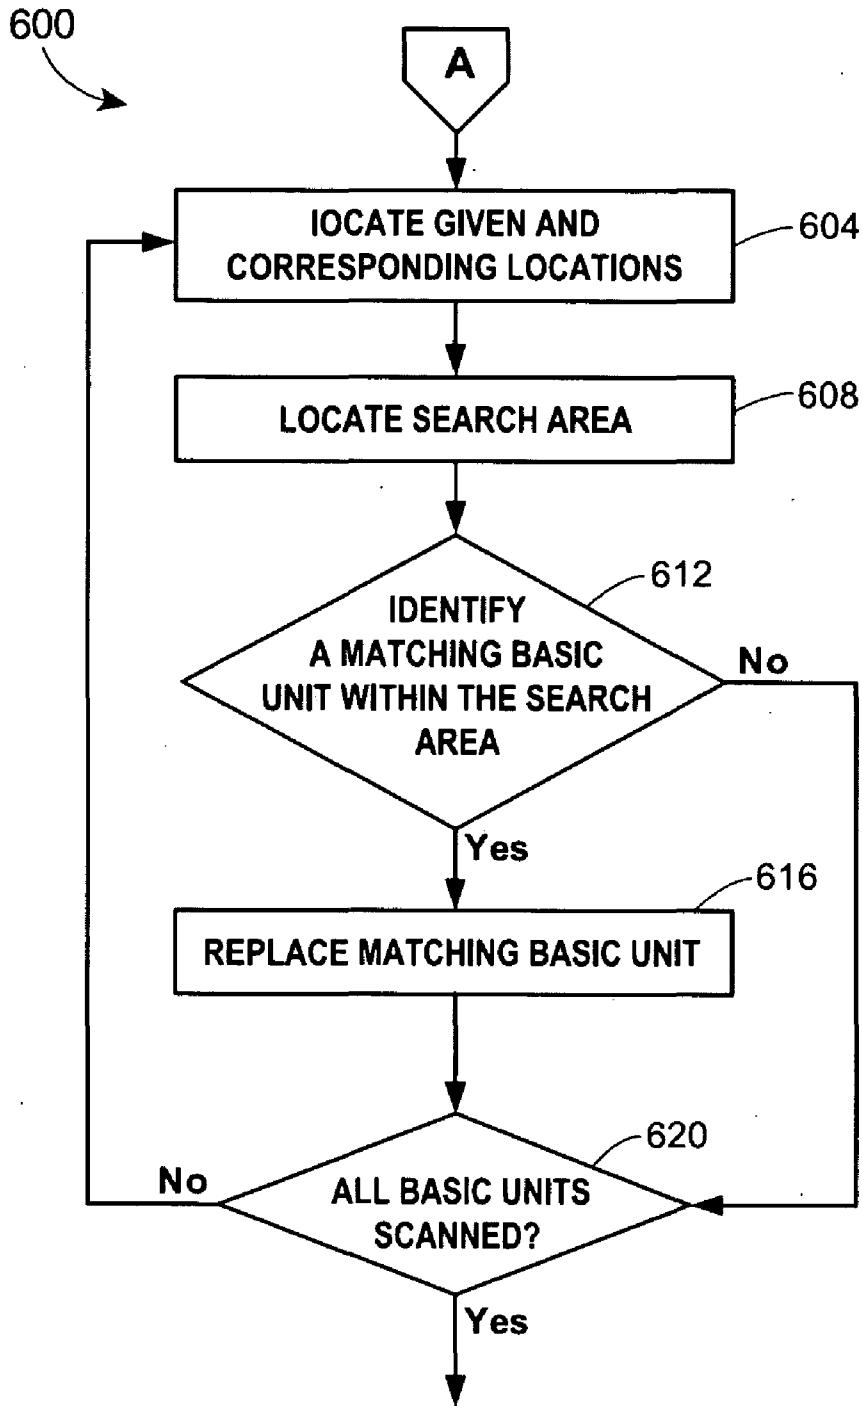 600
A
IOCATE GIVEN AND
CORRESPONDING LOCATIONS
604
LOCATE SEARCH AREA
608
612
IDENTIFY
A MATCHING BASIC
UNIT WITHIN THE SEARCH
AREA
No
Yes
616
REPLACE MATCHING BASIC UNIT
620
No
ALL BASIC UNITS
SCANNED?
Yes